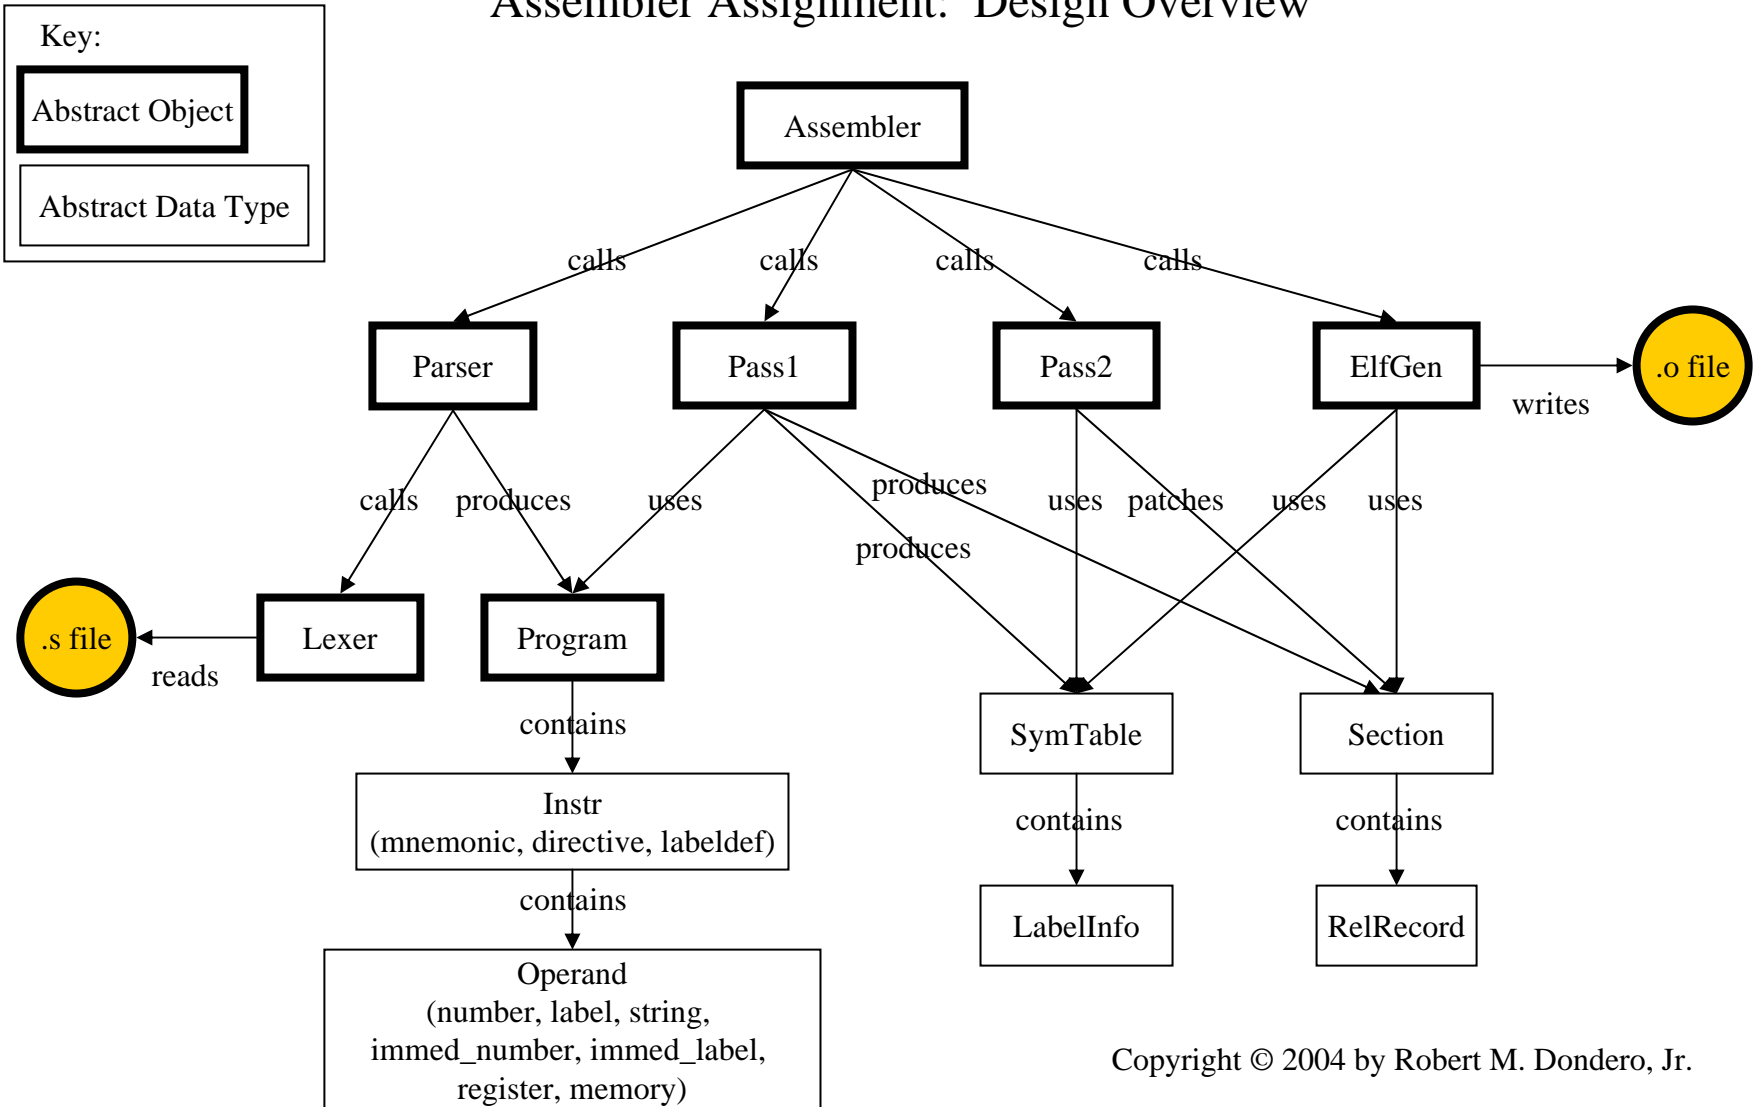 Assembler Assignment: Design Overview
Key:
Abstract Object
Abstract Data Type
Assembler
calls
calls
calls
calls
Parser
Pass1
Pass2
ElfGen
.o file
writes
calls
produces
uses
produces
produces
uses
patches
uses
uses
.s file
reads
Lexer
Program
contains
SymTable
Section
Instr
(mnemonic, directive, labeldef)
contains
contains
contains
LabelInfo
RelRecord
Operand
(number, label, string,
immed_number, immed_label,
register, memory)
Copyright © 2004 by Robert M. Dondero, Jr.